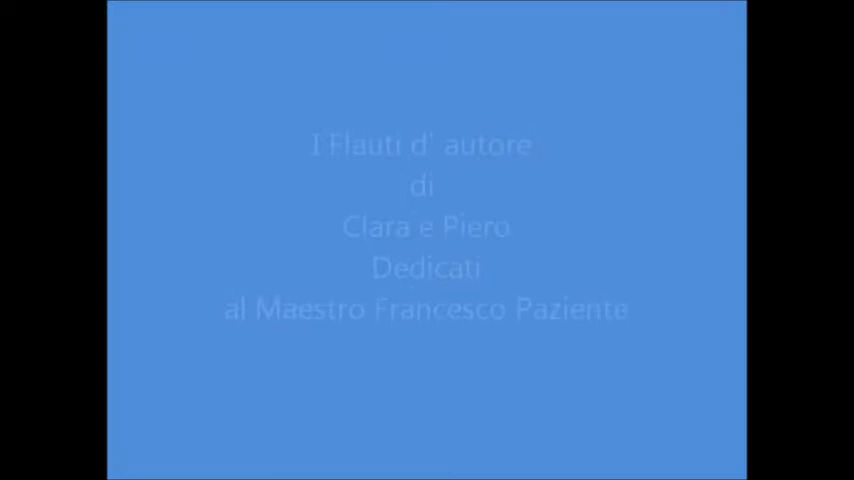 I Flauti d' autore
di
Clara e Piero
Dedicati
al Maestro Francesco Paziente